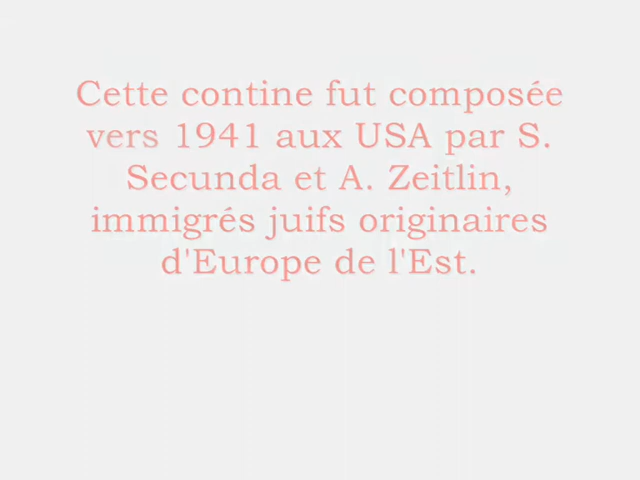 Cette contine fut composée
vers 1941 aux USA par S.
Secunda et A. Zeitlin,
immigrés juifs originaires
d'Europe de l'Est.